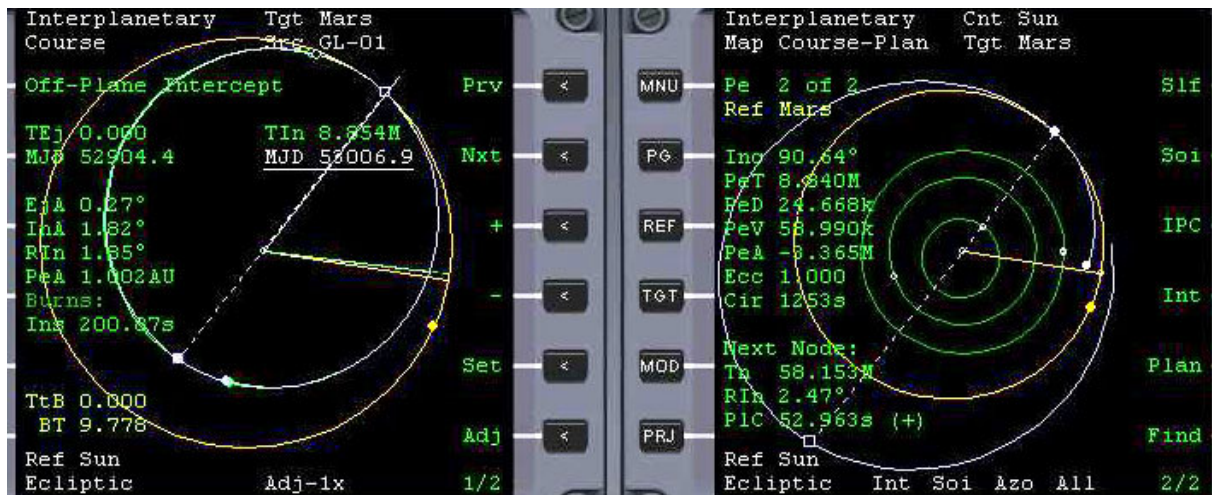 Interplanetary Tgt Mars
Course Src GL-01
Off-Plane Intercept
Prv
TEj 0.000 TIn 8.854M
MJD 52904.4 MJD 53006.9
Nxt
EjA 0.27°
InA 1.82°
+
RIn 1.85°
PeA 1.002AU
Burns:
-
Ins 200.87s
Set
TtB 0.000
BT 9.778
Adj
Ref Sun
Ecliptic Adj-1x 1/2
<
<
<
<
<
<
MNU
PG
REF
TGT
MOD
PRJ
Interplanetary Cnt Sun
Map Course-Plan Tgt Mars
Pe 2 of 2
Slf
Ref Mars
Inc 90.64°
Soi
PeT 8.840M
PeD 24.668k
PeV 58.990k
IPC
PeA -3.365M
Ecc 1.000
Cir 1253s
Int
Next Node:
Tn 58.153M
Plan
RIn 2.47°
PlC 52.963s (+)
Find
Ref Sun
Ecliptic Int Soi Azo All 2/2